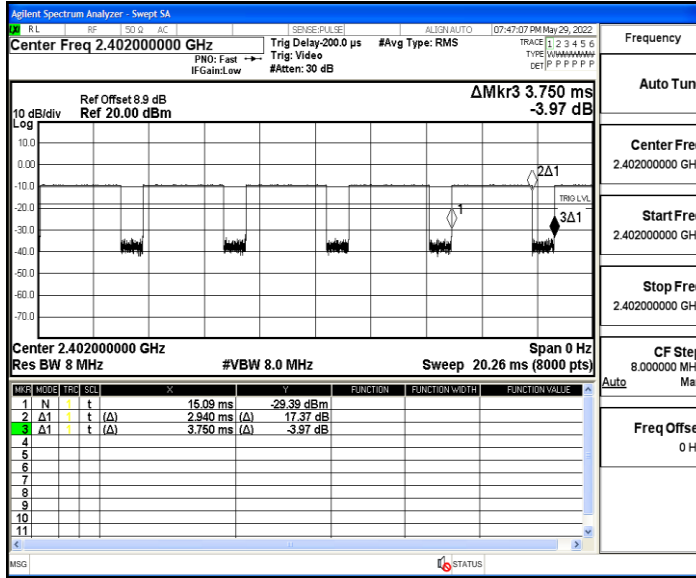 Agilent Spectrum Analyzer - Swept SA
RL RF 50 Ω AC SENSE:PULSE ALIGN AUTO 07:47:07 PM May 29, 2022
Center Freq 2.402000000 GHz
PNO: Fast
IFGain:Low
Trig Delay-200.0 µs
Trig: Video
#Atten: 30 dB
#Avg Type: RMS
TRACE 1 2 3 4 5 6
TYPE
DET P P P P P P
Ref Offset 8.9 dB
10 dB/div Ref 20.00 dBm
Log
ΔMkr3 3.750 ms
-3.97 dB
10.0
0.00
-10.0
-20.0
-30.0
-40.0
-50.0
-60.0
-70.0
2Δ1
TRIG LVL
1
3Δ1
Center 2.402000000 GHz Span 0 Hz
Res BW 8 MHz #VBW 8.0 MHz Sweep 20.26 ms (8000 pts)
MKR MODE TRC SCL X Y FUNCTION FUNCTION WIDTH FUNCTION VALUE
1 N 1 t 15.09 ms -29.39 dBm
2 Δ1 1 t (Δ) 2.940 ms (Δ) 17.37 dB
3 Δ1 1 t (Δ) 3.750 ms (Δ) -3.97 dB
4
5
6
7
8
9
10
11
MSG STATUS
Frequency
Auto Tun
Center Fre
2.402000000 GH
Start Fre
2.402000000 GH
Stop Fre
2.402000000 GH
CF Ste
8.000000 MH
Auto Ma
Freq Offse
0 H